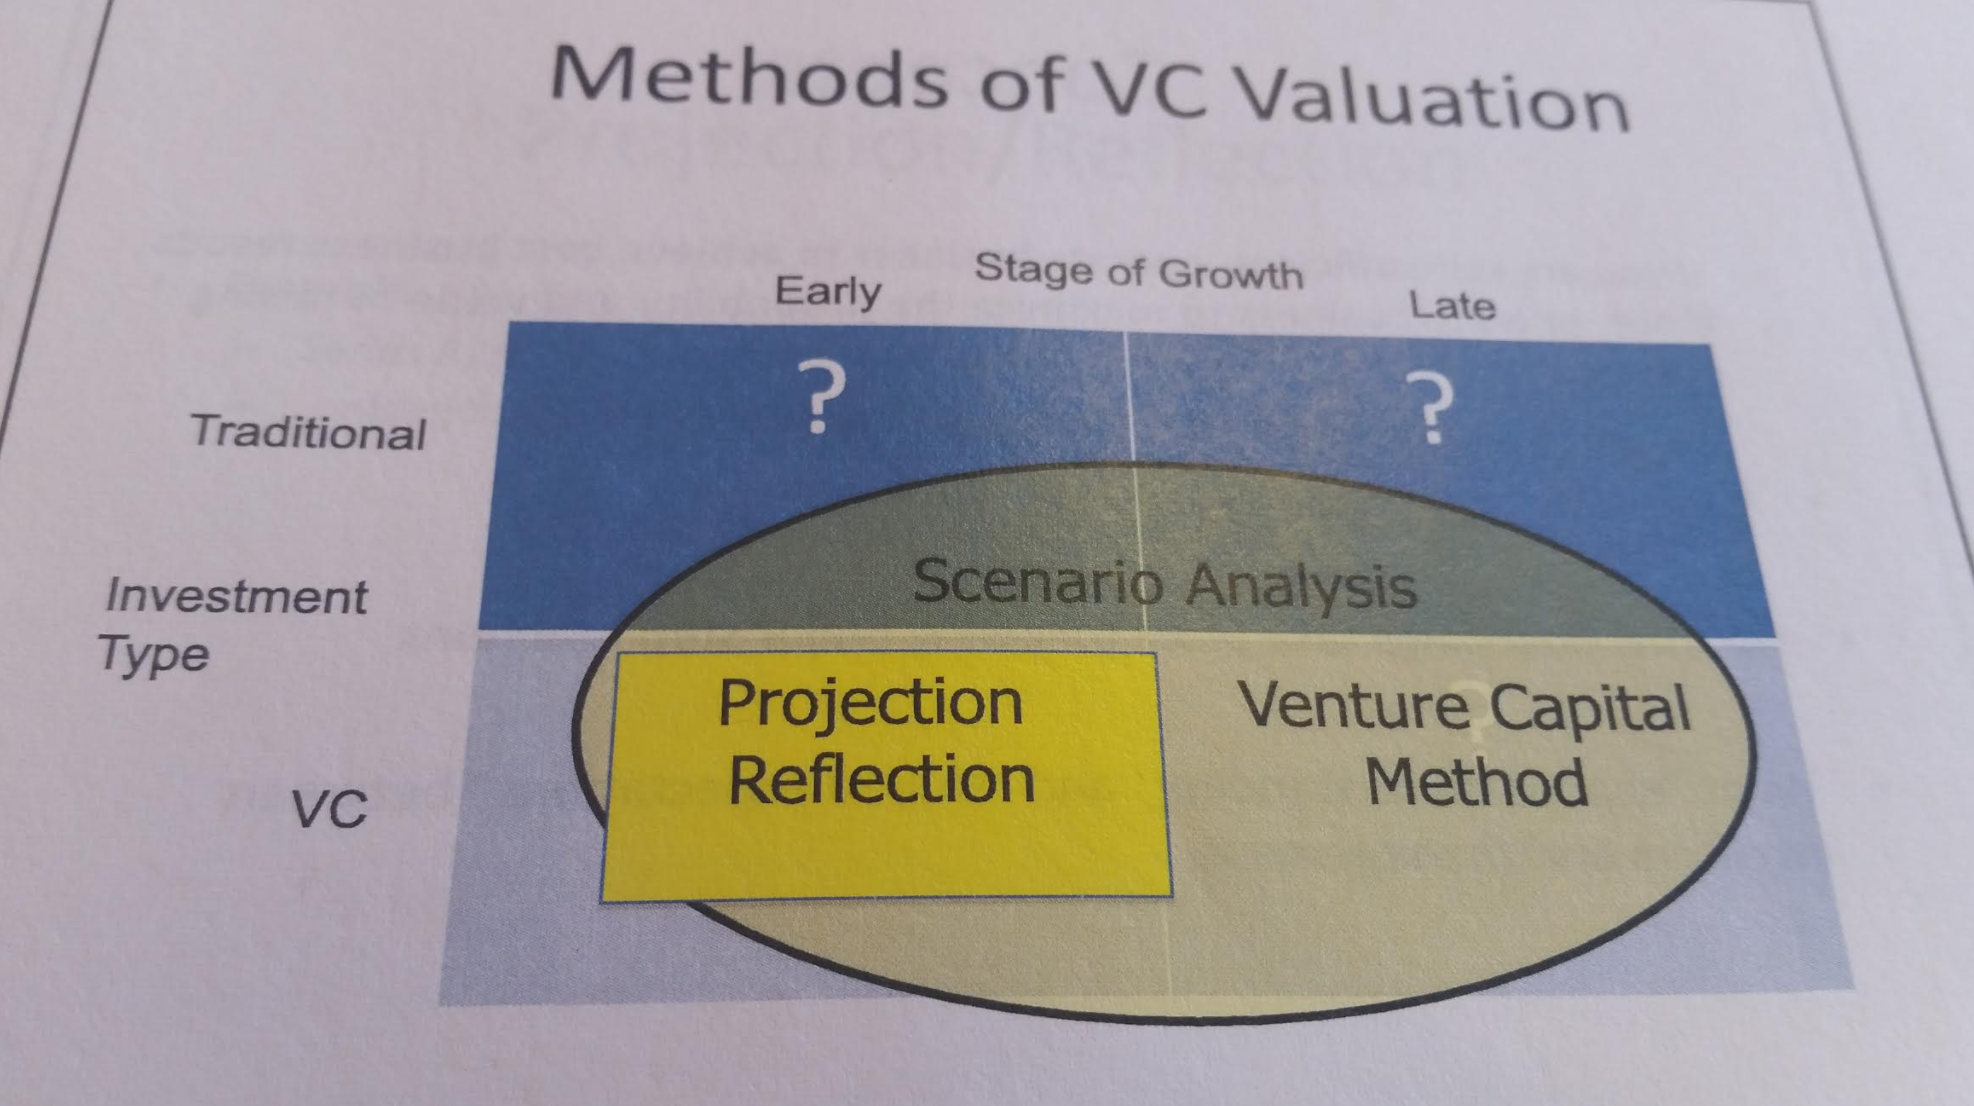 Methods of VC Valuation
Stage of Growth
Early
Late
Traditional
?
?
Investment
Type
Scenario Analysis
VC
Projection
Reflection
Venture Capital
Method
?